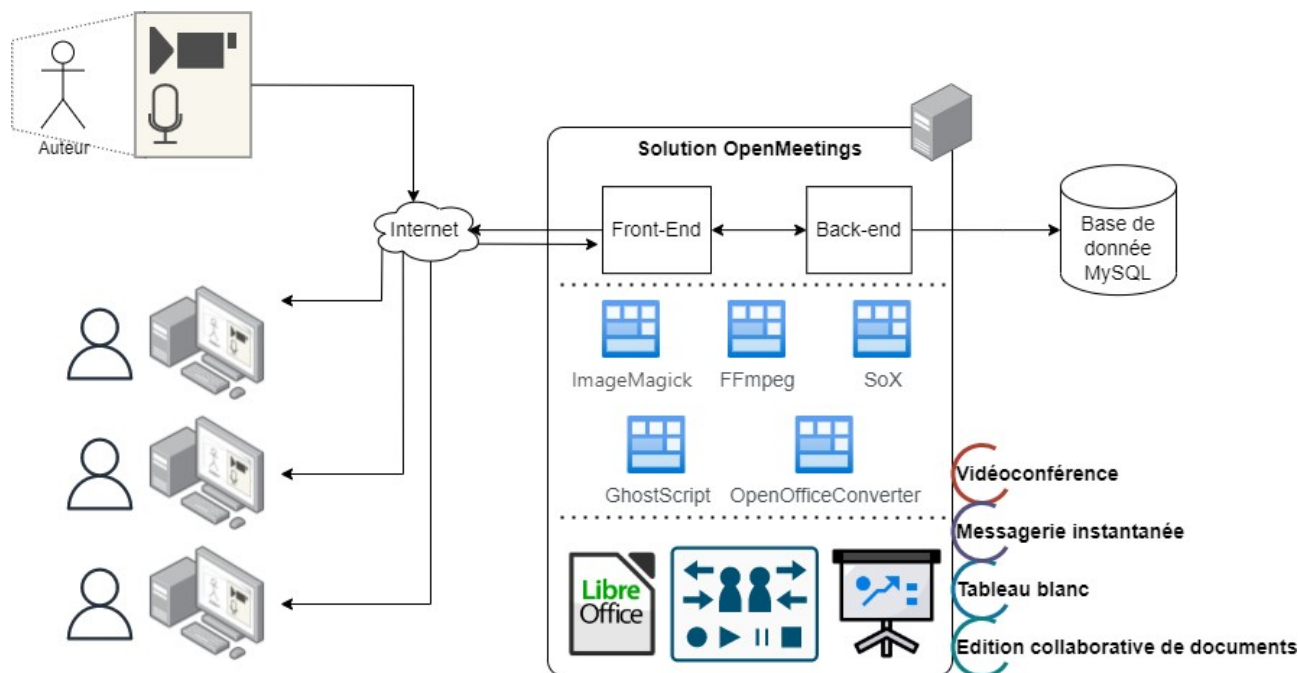 Auteur
Solution OpenMeetings
Internet
Front-End
Back-end
Base de
donnée
MySQL
ImageMagick
FFmpeg
SoX
GhostScript
OpenOfficeConverter
Vidéoconférence
Messagerie instantanée
Libre
Office
Tableau blanc
Edition collaborative de documents